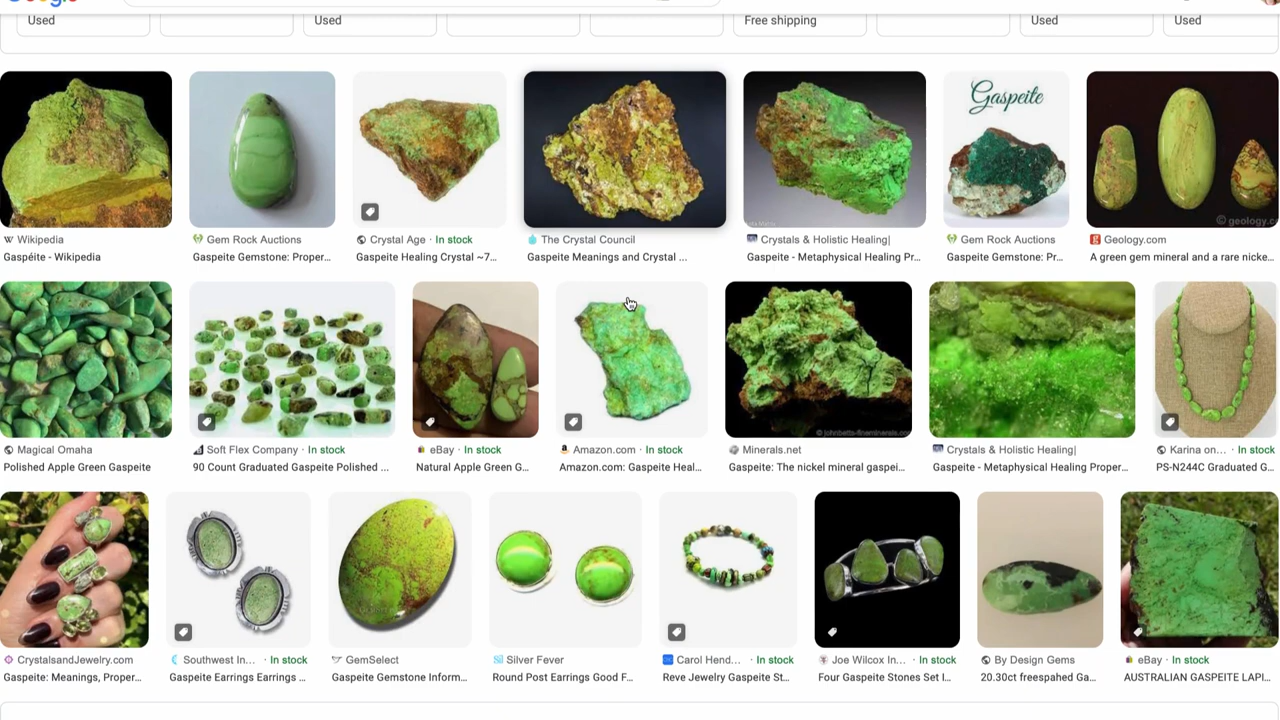 Google
Used
Used
Free shipping
Used
Used
Gaspeite
© geology.c
Wikipedia
Gaspéite - Wikipedia
Gem Rock Auctions
Gaspeite Gemstone: Proper...
Crystal Age · In stock
Gaspeite Healing Crystal ~7...
The Crystal Council
Gaspeite Meanings and Crystal ...
Crystals & Holistic Healing|
Gaspeite - Metaphysical Healing Pr...
Gem Rock Auctions
Gaspeite Gemstone: Pr...
Geology.com
A green gem mineral and a rare nicke...
© johnbetts-fineminerals.com
Magical Omaha
Polished Apple Green Gaspeite
Soft Flex Company · In stock
90 Count Graduated Gaspeite Polished ...
eBay · In stock
Natural Apple Green G...
Amazon.com · In stock
Amazon.com: Gaspeite Heal...
Minerals.net
Gaspeite: The nickel mineral gaspei...
Crystals & Holistic Healing|
Gaspeite - Metaphysical Healing Proper...
Karina on... · In stock
PS-N244C Graduated G...
CrystalsandJewelry.com
Gaspeite: Meanings, Proper...
Southwest In... · In stock
Gaspeite Earrings Earrings ...
GemSelect
Gaspeite Gemstone Inform...
Silver Fever
Round Post Earrings Good F...
Carol Hend... · In stock
Reve Jewelry Gaspeite St...
Joe Wilcox In... · In stock
Four Gaspeite Stones Set I...
By Design Gems
20.30ct freespahed Ga...
eBay · In stock
AUSTRALIAN GASPEITE LAPI...